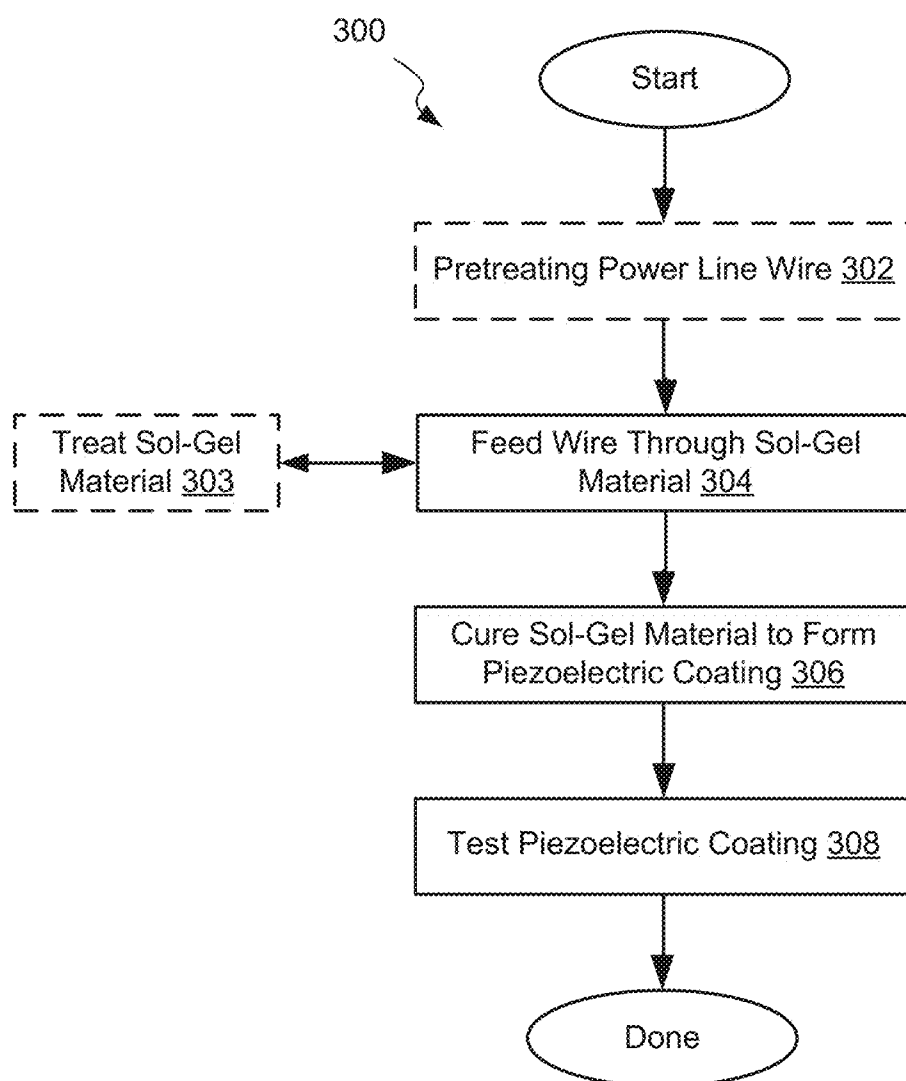 300
Start
Pretreating Power Line Wire 302
Treat Sol-Gel
Material 303
Feed Wire Through Sol-Gel
Material 304
Cure Sol-Gel Material to Form
Piezoelectric Coating 306
Test Piezoelectric Coating 308
Done